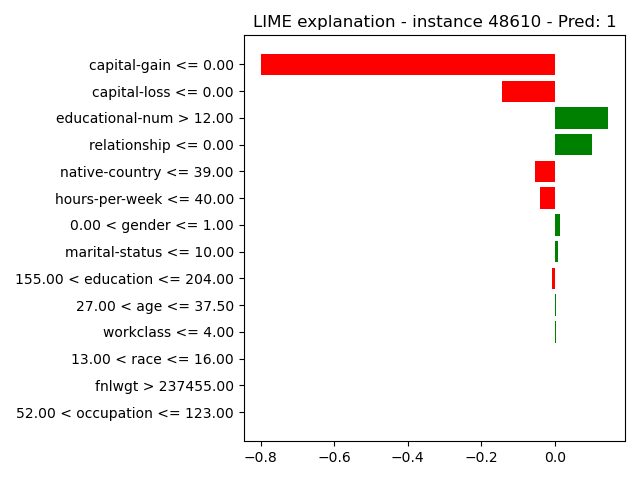 LIME explanation - instance 48610 - Pred: 1
capital-gain <= 0.00
capital-loss <= 0.00
educational-num > 12.00
relationship <= 0.00
native-country <= 39.00
hours-per-week <= 40.00
0.00 < gender <= 1.00
marital-status <= 10.00
155.00 < education <= 204.00
27.00 < age <= 37.50
workclass <= 4.00
13.00 < race <= 16.00
fnlwgt > 237455.00
52.00 < occupation <= 123.00
−0.8 −0.6 −0.4 −0.2 0.0